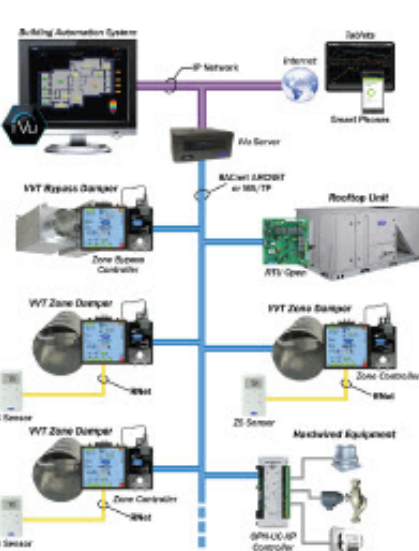 Building Automation System
Tablets
IP Network
Internet
i-Vu
Smart Phones
i-Vu Server
BACnet ARCNET
or MS/TP
VVT Bypass Damper
Rooftop Unit
Zone Bypass
Controller
RTU Open
VVT Zone Damper
VVT Zone Damper
Zone Controller
RNet
RNet
Sensor
ZS Sensor
VVT Zone Damper
Hardwired Equipment
Zone Controller
RNet
Sensor
Controller